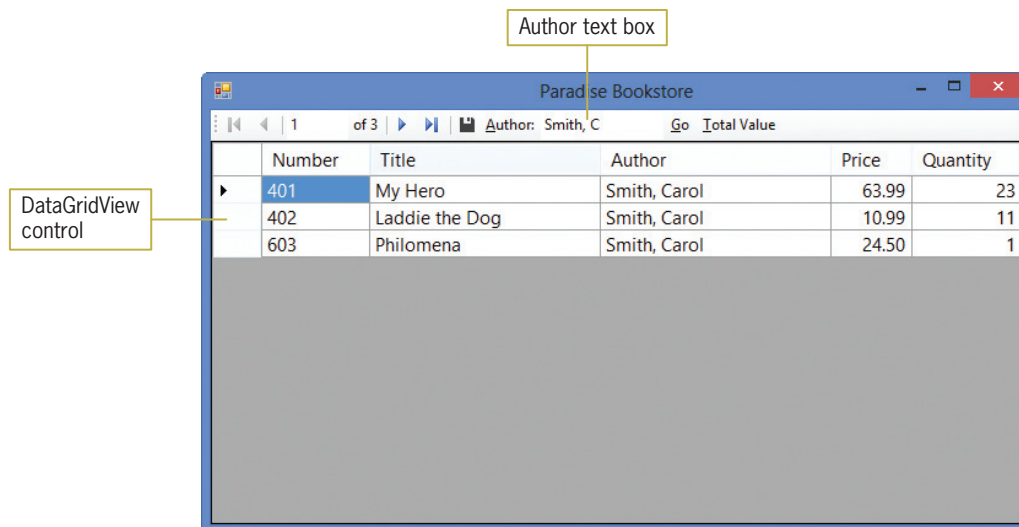 Author text box
Paradise Bookstore
1 of 3 Author: Smith, C Go Total Value
Number Title Author Price Quantity
401 My Hero Smith, Carol 63.99 23
402 Laddie the Dog Smith, Carol 10.99 11
603 Philomena Smith, Carol 24.50 1
DataGridView
control